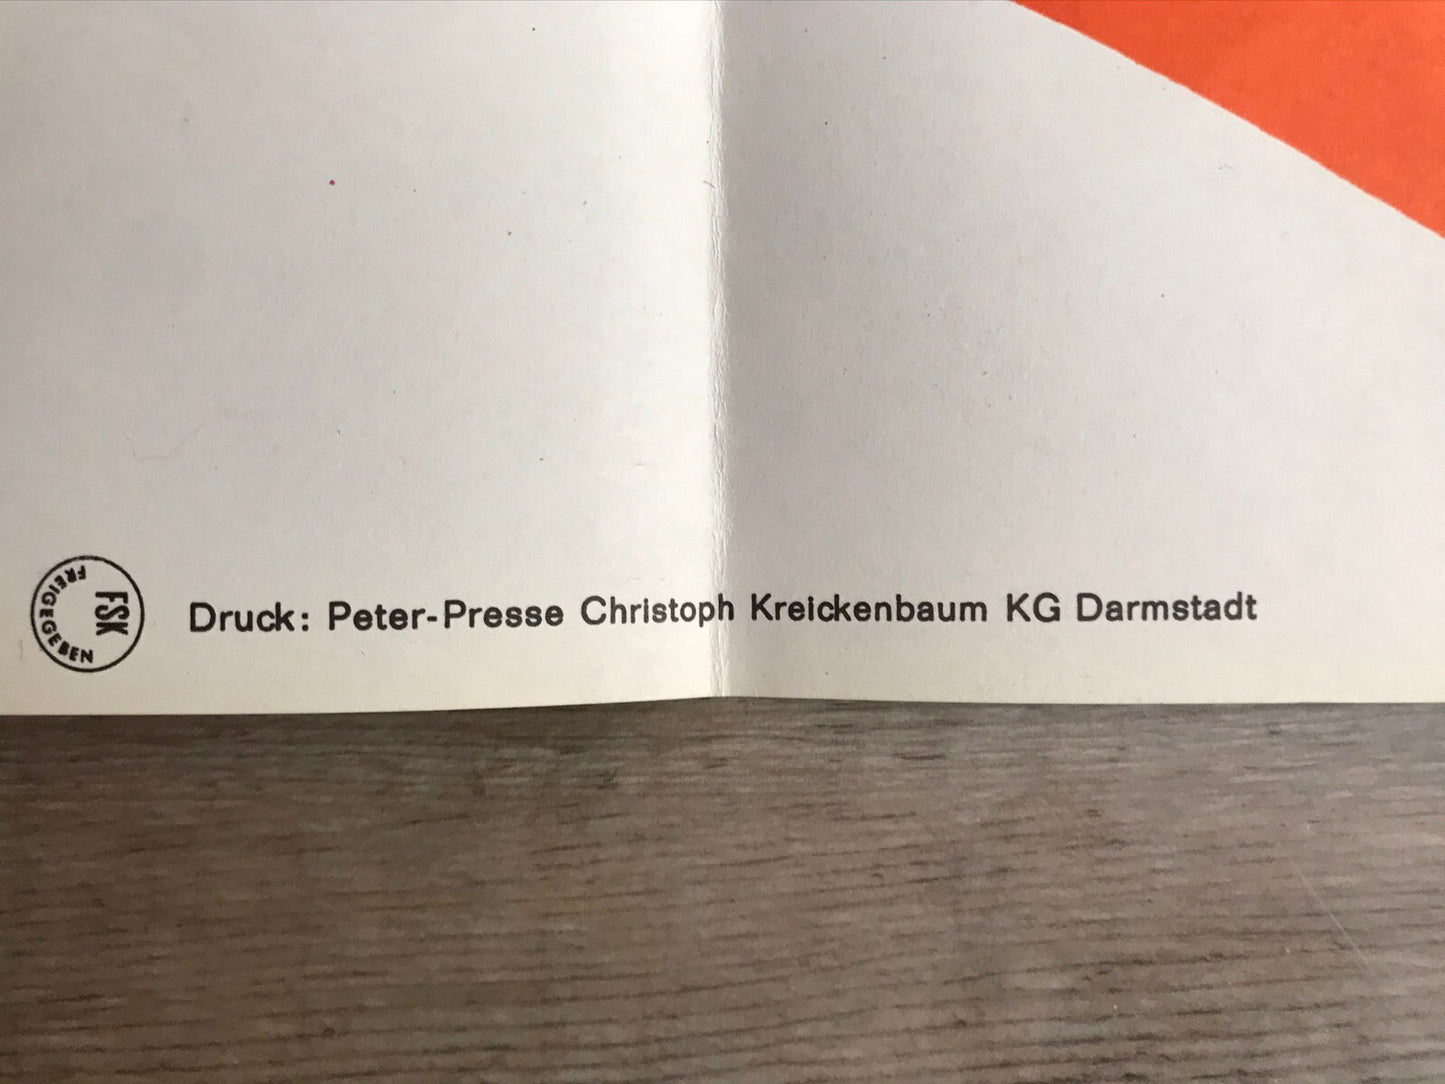 FSK
FREIGEGEBEN
Druck: Peter-Presse Christoph Kreickenbaum KG Darmstadt